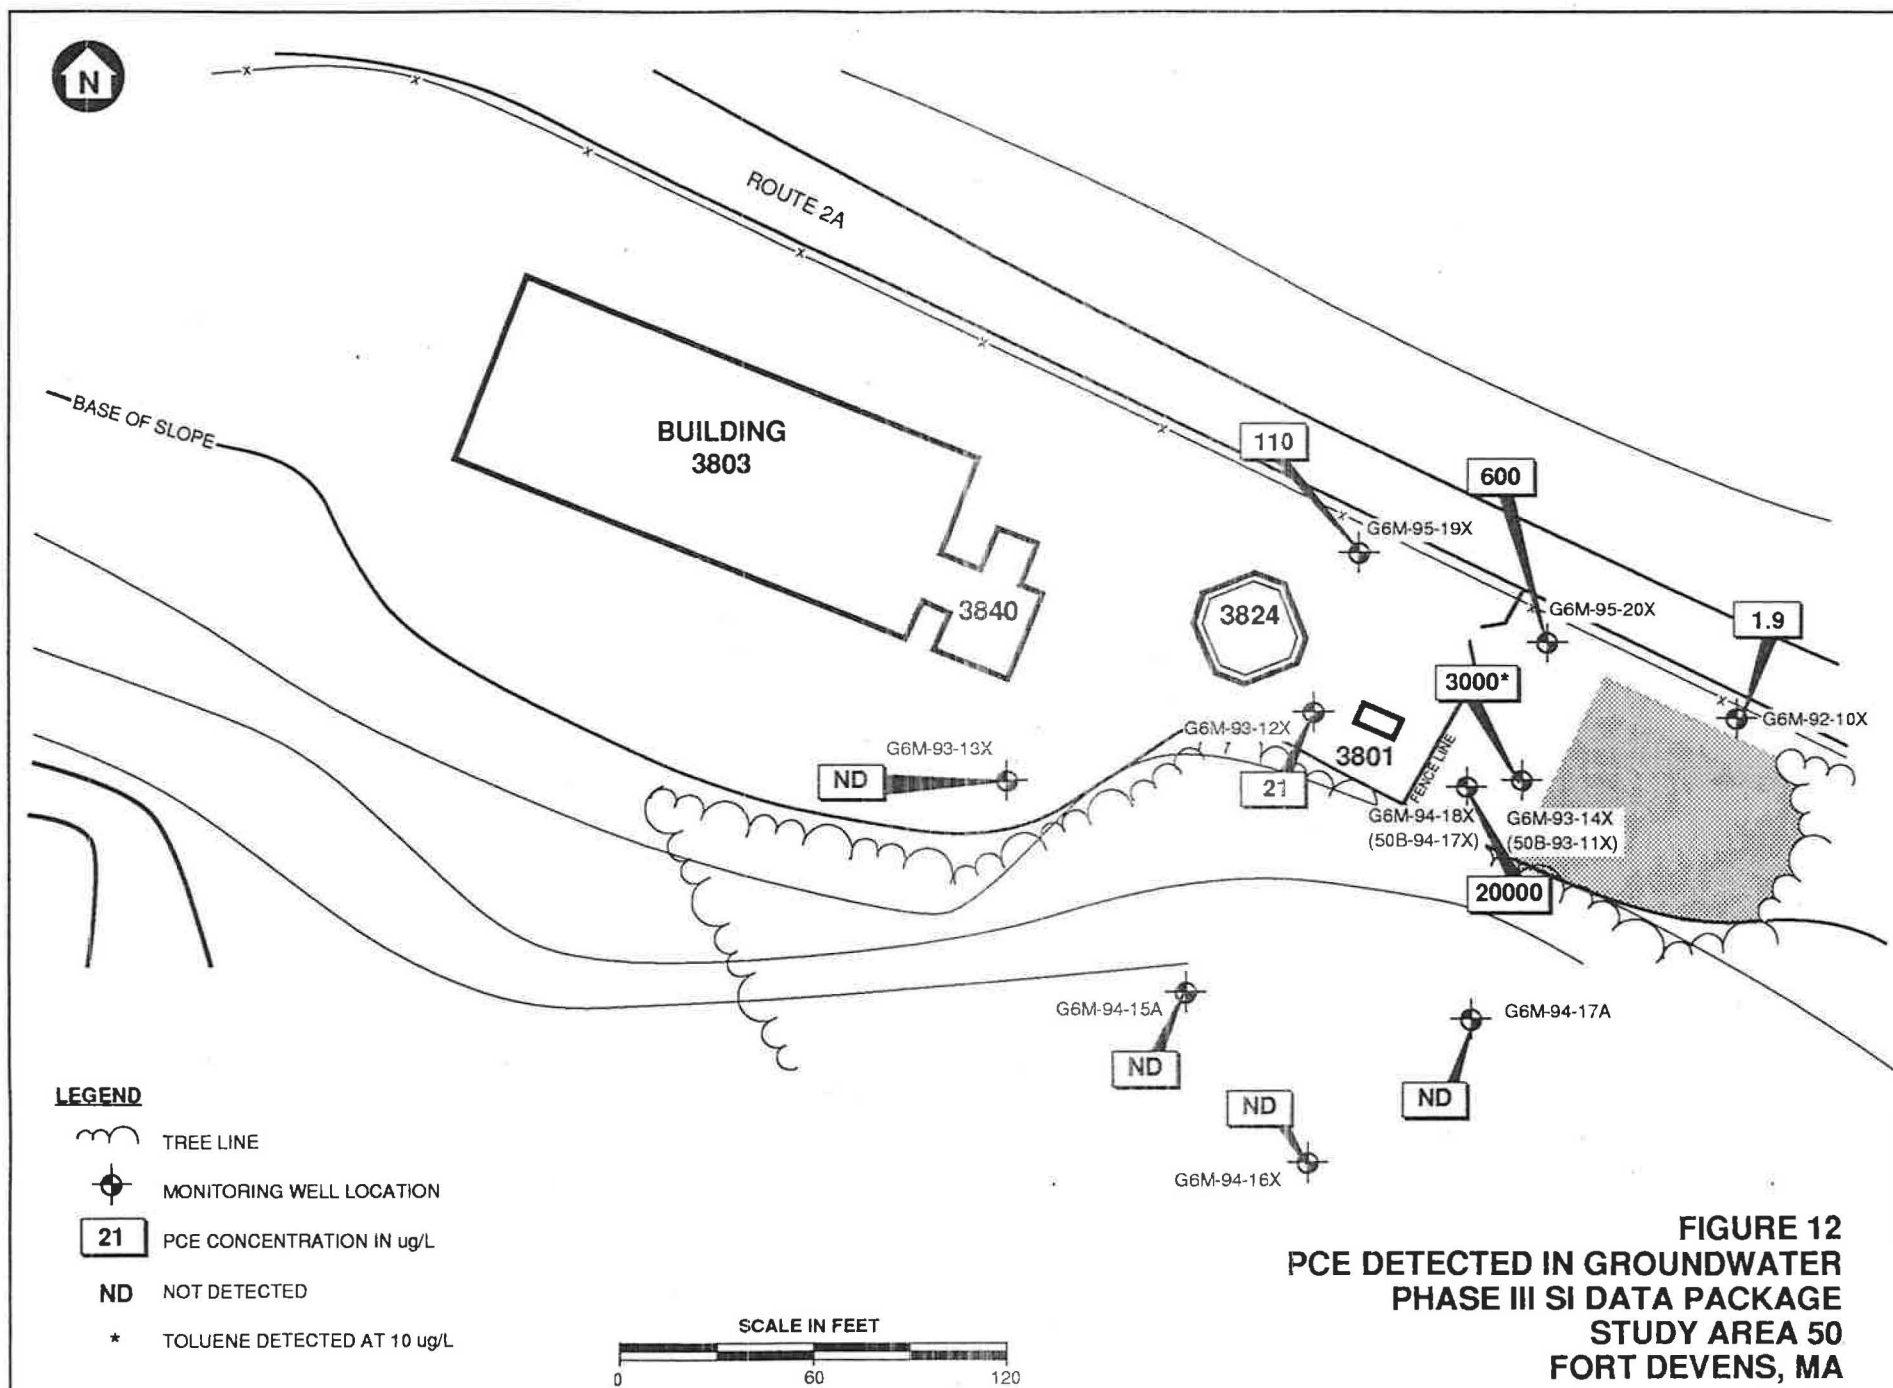 N
ROUTE 2A
BASE OF SLOPE
BUILDING
3803
110
600
G6M-95-19X
3840
3824
G6M-95-20X
1.9
3000*
G6M-92-10X
G6M-93-12X
G6M-93-13X
ND
3801
FENCE LINE
21
G6M-94-18X
(50B-94-17X)
G6M-93-14X
(50B-93-11X)
20000
G6M-94-15A
ND
G6M-94-17A
ND
ND
G6M-94-16X
LEGEND
TREE LINE
MONITORING WELL LOCATION
21 PCE CONCENTRATION IN ug/L
ND NOT DETECTED
* TOLUENE DETECTED AT 10 ug/L
SCALE IN FEET
0 60 120
FIGURE 12
PCE DETECTED IN GROUNDWATER
PHASE III SI DATA PACKAGE
STUDY AREA 50
FORT DEVENS, MA